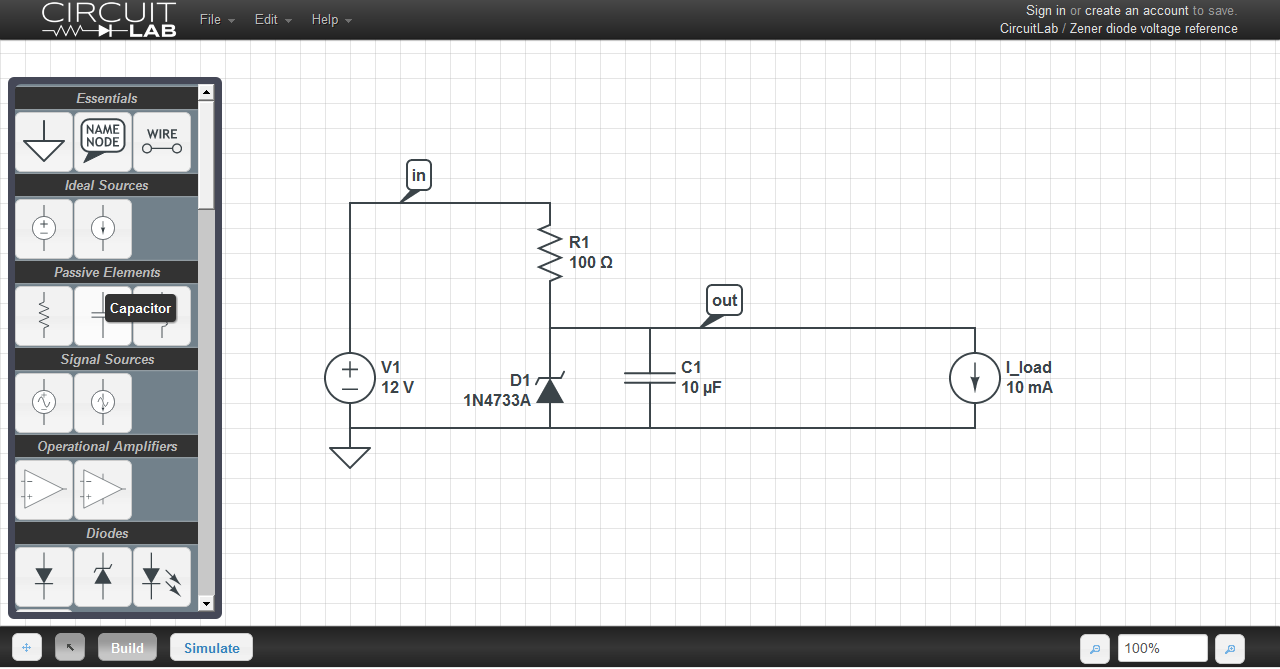 CIRCUIT
LAB
File
Edit
Help
Sign in or create an account to save.
CircuitLab / Zener diode voltage reference
Essentials
NAME
NODE
WIRE
Ideal Sources
Passive Elements
Capacitor
Signal Sources
Operational Amplifiers
Diodes
in
R1
100 Ω
out
V1
12 V
D1
1N4733A
C1
10 µF
I_load
10 mA
Build
Simulate
100%